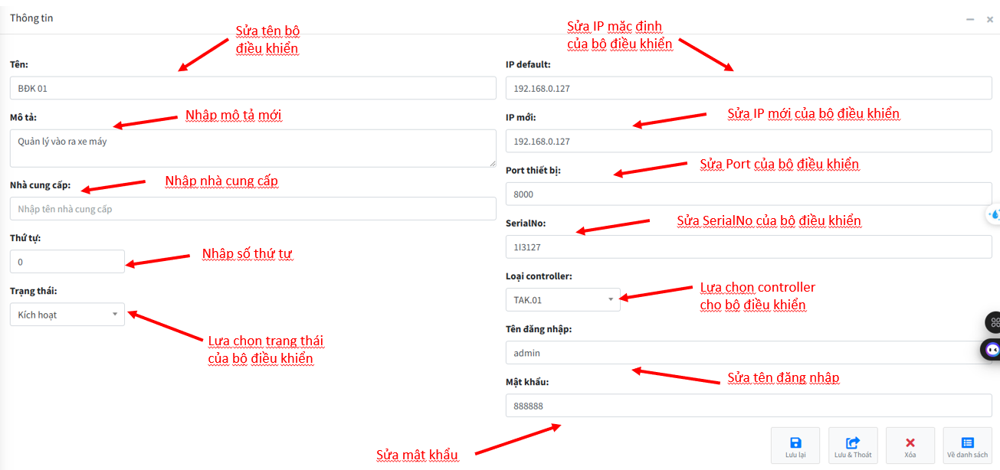 Thông tin
Sửa tên bộ
điều khiển
Tên:
BĐK 01
Nhập mô tả mới
Mô tả:
Quản lý vào ra xe máy
Nhập nhà cung cấp
Nhà cung cấp:
Nhập tên nhà cung cấp
Thứ tự:
Nhập số thứ tự
0
Trạng thái:
Kích hoạt
Lựa chọn trạng thái
của bộ điều khiển
Sửa IP mặc định
của bộ điều khiển
IP default:
192.168.0.127
Sửa IP mới của bộ điều khiển
IP mới:
192.168.0.127
Sửa Port của bộ điều khiển
Port thiết bị:
8000
Sửa SerialNo của bộ điều khiển
SerialNo:
1I3127
Loại controller:
Lựa chọn controller
cho bộ điều khiển
TAK.01
Tên đăng nhập:
admin
Sửa tên đăng nhập
Mật khẩu:
888888
Sửa mật khẩu
Lưu lại
Lưu & Thoát
Xóa
Về danh sách